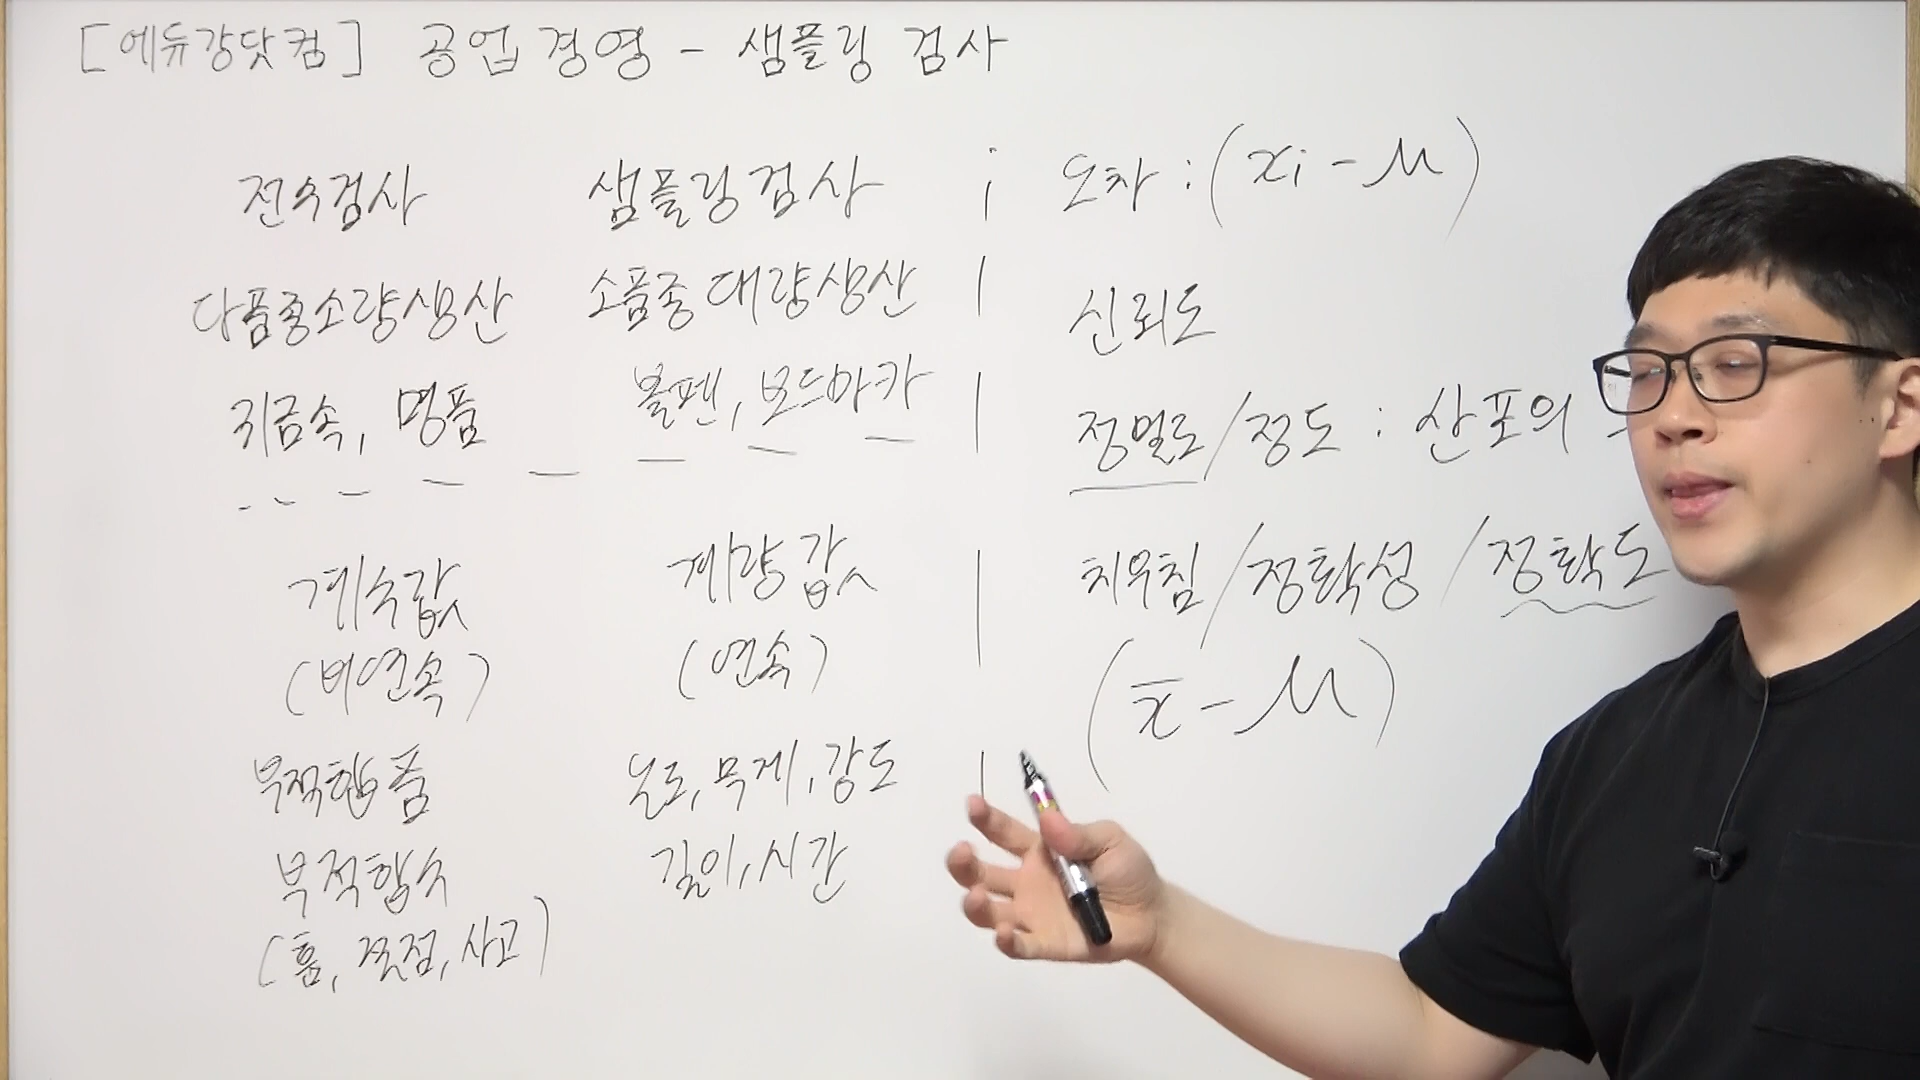 [에듀강닷컴] 공업경영 - 샘플링 검사
전수검사 샘플링검사
다품종소량생산 소품종대량생산
귀금속, 명품 볼펜, 보드마카
계수값 계량값
(비연속) (연속)
부적합품 온도, 무게, 강도
부적합수 길이, 시간
(흠, 결점, 사고)
오차 : (xi - μ)
신뢰도
정밀도/정도 : 산포의
치우침/정확성/정확도
(x̄ - μ)